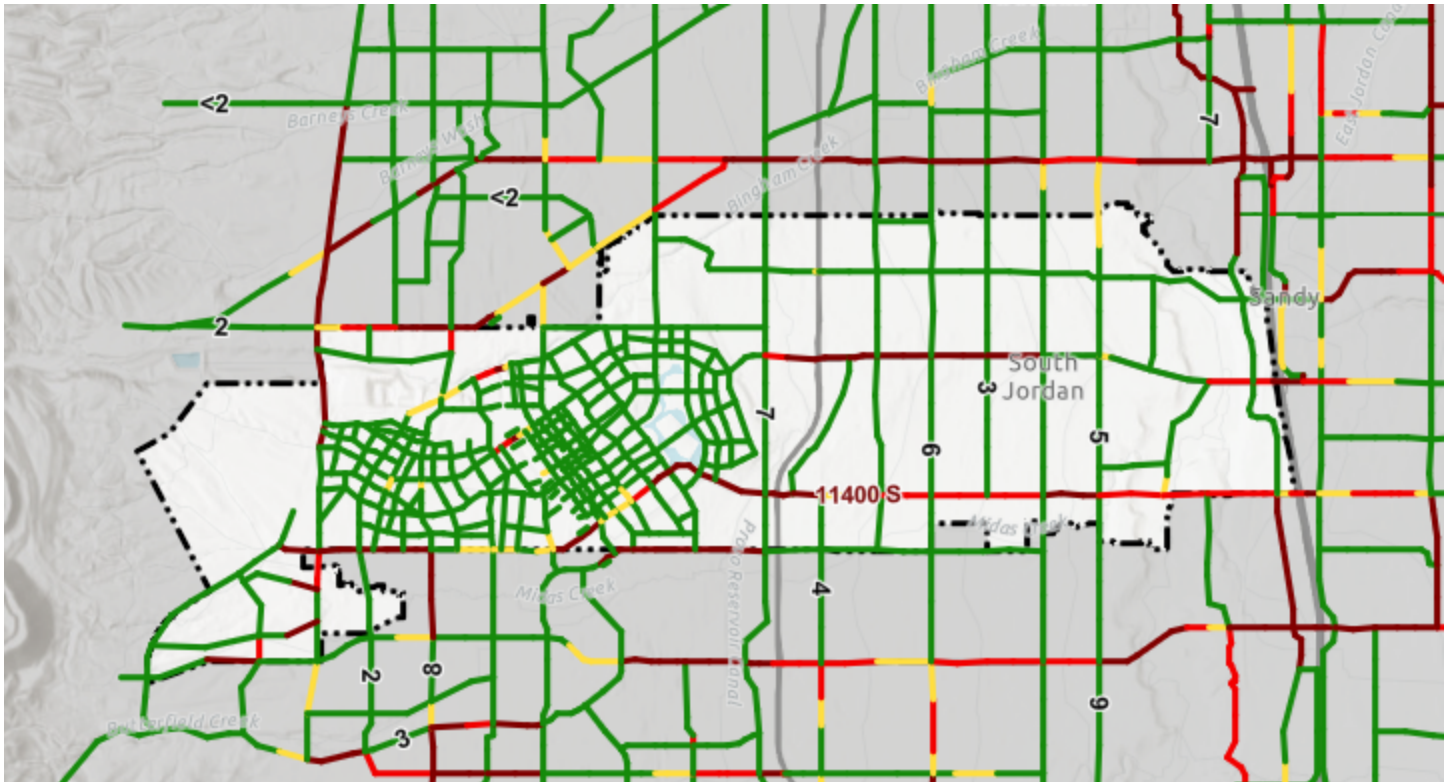 <2
Barneys Creek
Bingham Creek
East Jordan Cana
7
Barneys Wash
<2
Bingham Creek
Sandy
2
South
Jordan
3
7
5
6
11400 S
Midas Creek
Provo Reservoir Canal
4
Midas Creek
2
8
9
3
Butterfield Creek